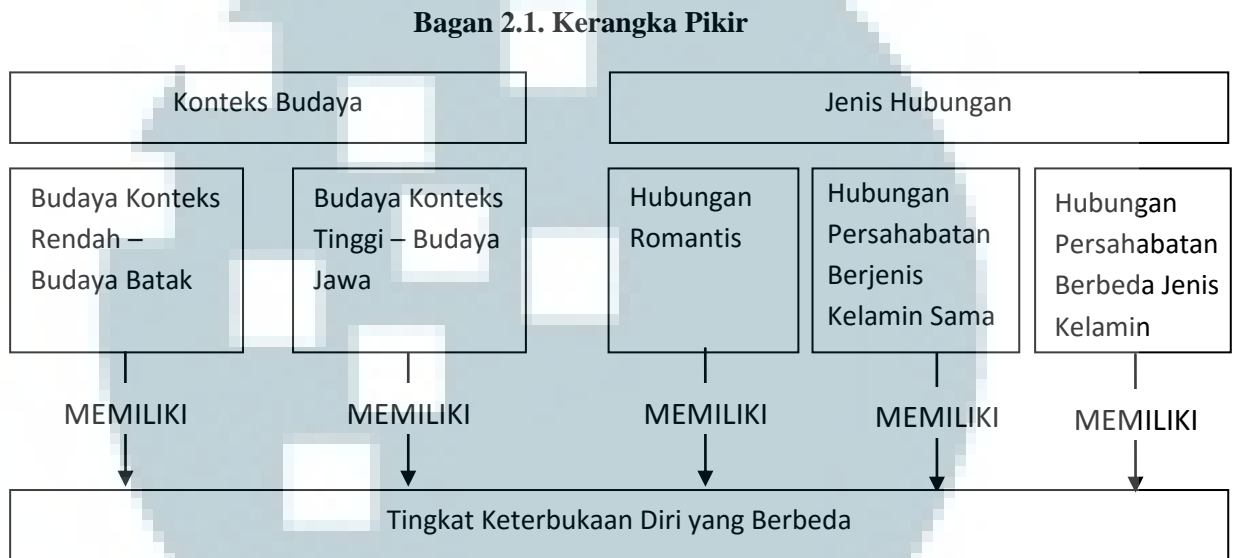 Bagan 2.1. Kerangka Pikir
Konteks Budaya
Jenis Hubungan
Budaya Konteks
Rendah –
Budaya Batak
Budaya Konteks
Tinggi – Budaya
Jawa
Hubungan
Romantis
Hubungan
Persahabatan
Berjenis
Kelamin Sama
Hubungan
Persahabatan
Berbeda Jenis
Kelamin
MEMILIKI
MEMILIKI
MEMILIKI
MEMILIKI
MEMILIKI
Tingkat Keterbukaan Diri yang Berbeda